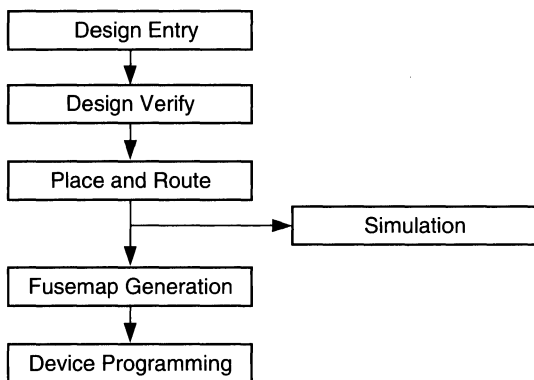 Design Entry
Design Verify
Place and Route
Simulation
Fusemap Generation
Device Programming